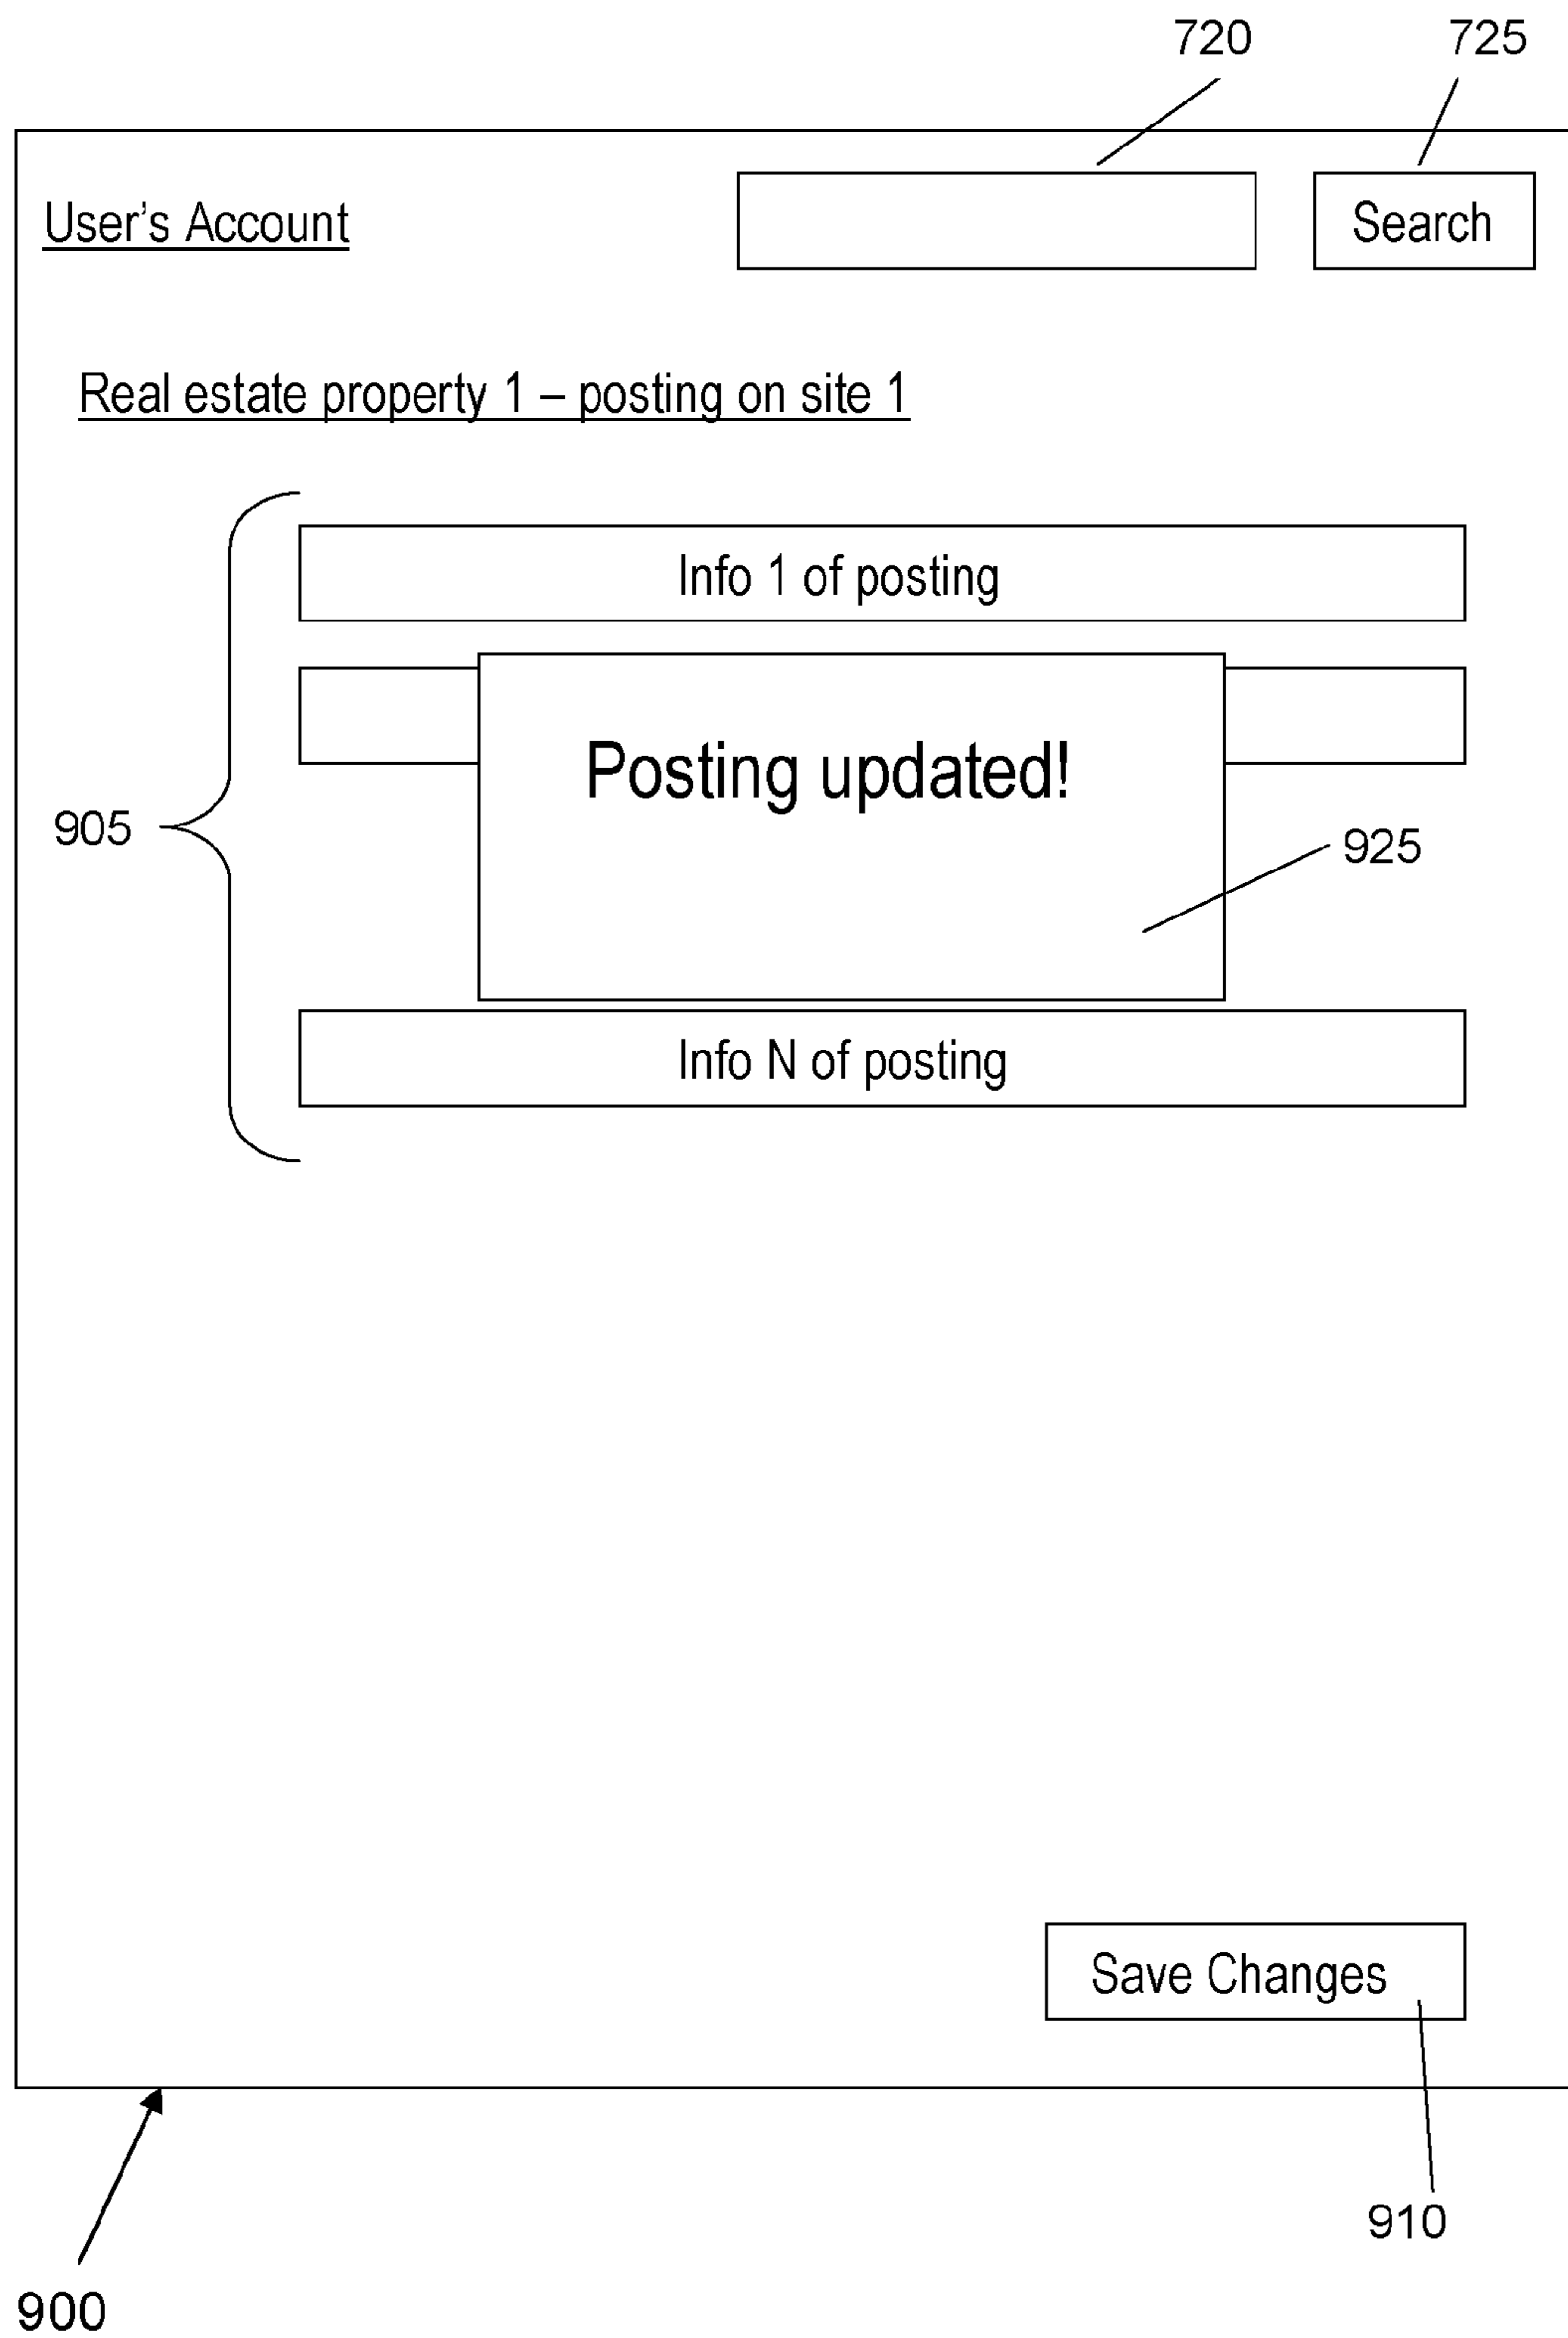 720 725
User's Account Search
Real estate property 1 – posting on site 1
Info 1 of posting
Posting updated!
905
925
Info N of posting
Save Changes
910
900